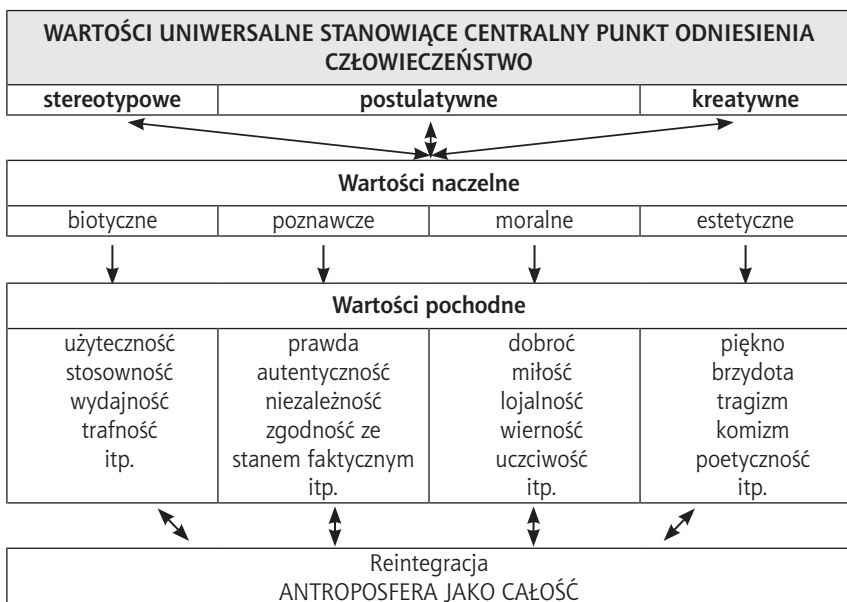 WARTOŚCI UNIWERSALNE STANOWIĄCE CENTRALNY PUNKT ODNIESIENIA
CZŁOWIECZEŃSTWO
stereotypowe postulatywne kreatywne
Wartości naczelne
biotyczne poznawcze moralne estetyczne
Wartości pochodne
użyteczność prawda dobroć piękno
stosowność autentyczność miłość brzydota
wydajność niezależność lojalność tragizm
trafność zgodność ze wierność komizm
itp. stanem faktycznym uczciwość poetyczność
itp. itp. itp.
Reintegracja
ANTROPOSFERA JAKO CAŁOŚĆ